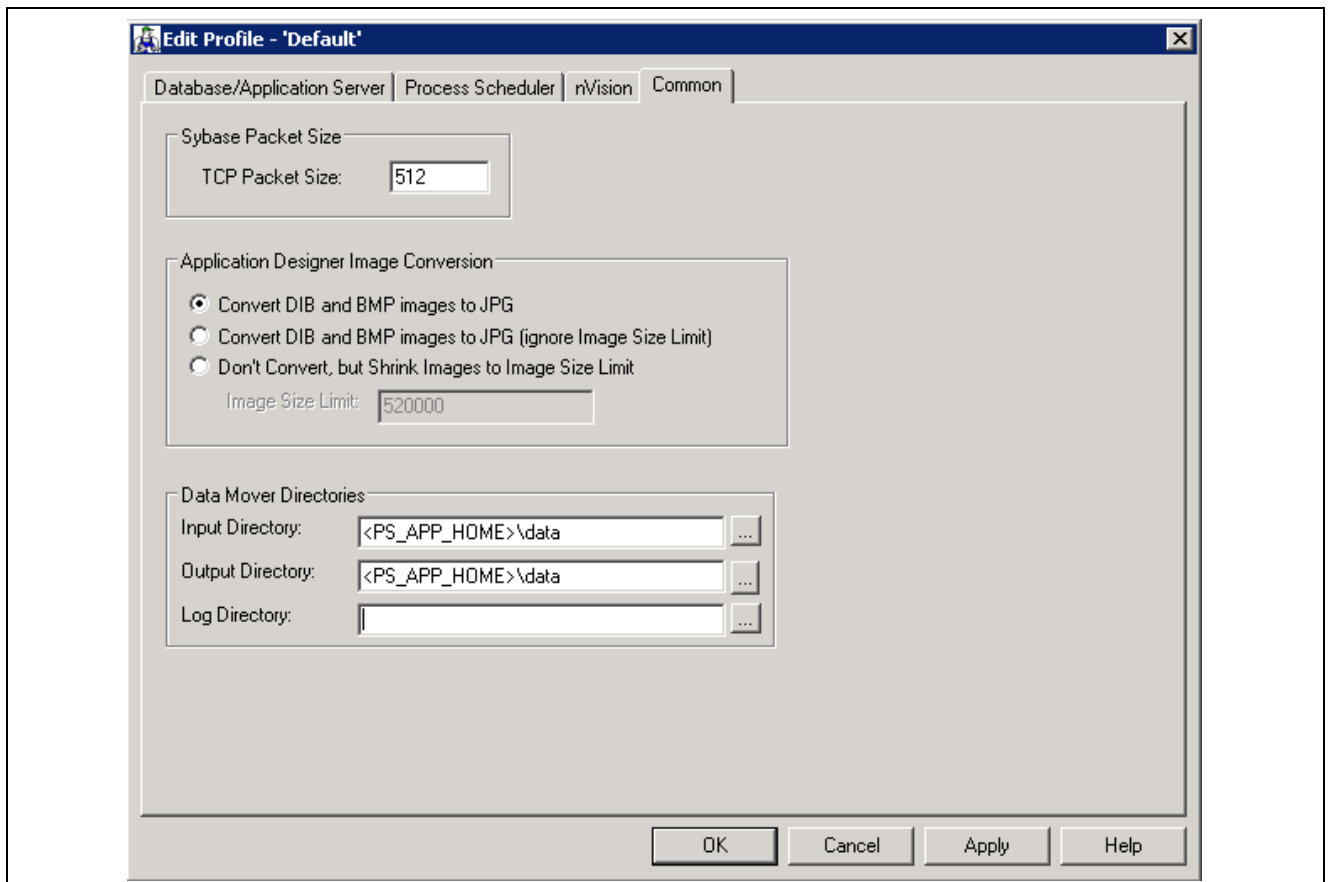 Edit Profile - 'Default'
Database/Application Server Process Scheduler nVision Common
Sybase Packet Size
TCP Packet Size: 512
Application Designer Image Conversion
Convert DIB and BMP images to JPG
Convert DIB and BMP images to JPG (ignore Image Size Limit)
Don't Convert, but Shrink Images to Image Size Limit
Image Size Limit: 520000
Data Mover Directories
Input Directory: <PS_APP_HOME>\data ...
Output Directory: <PS_APP_HOME>\data ...
Log Directory: ...
OK Cancel Apply Help